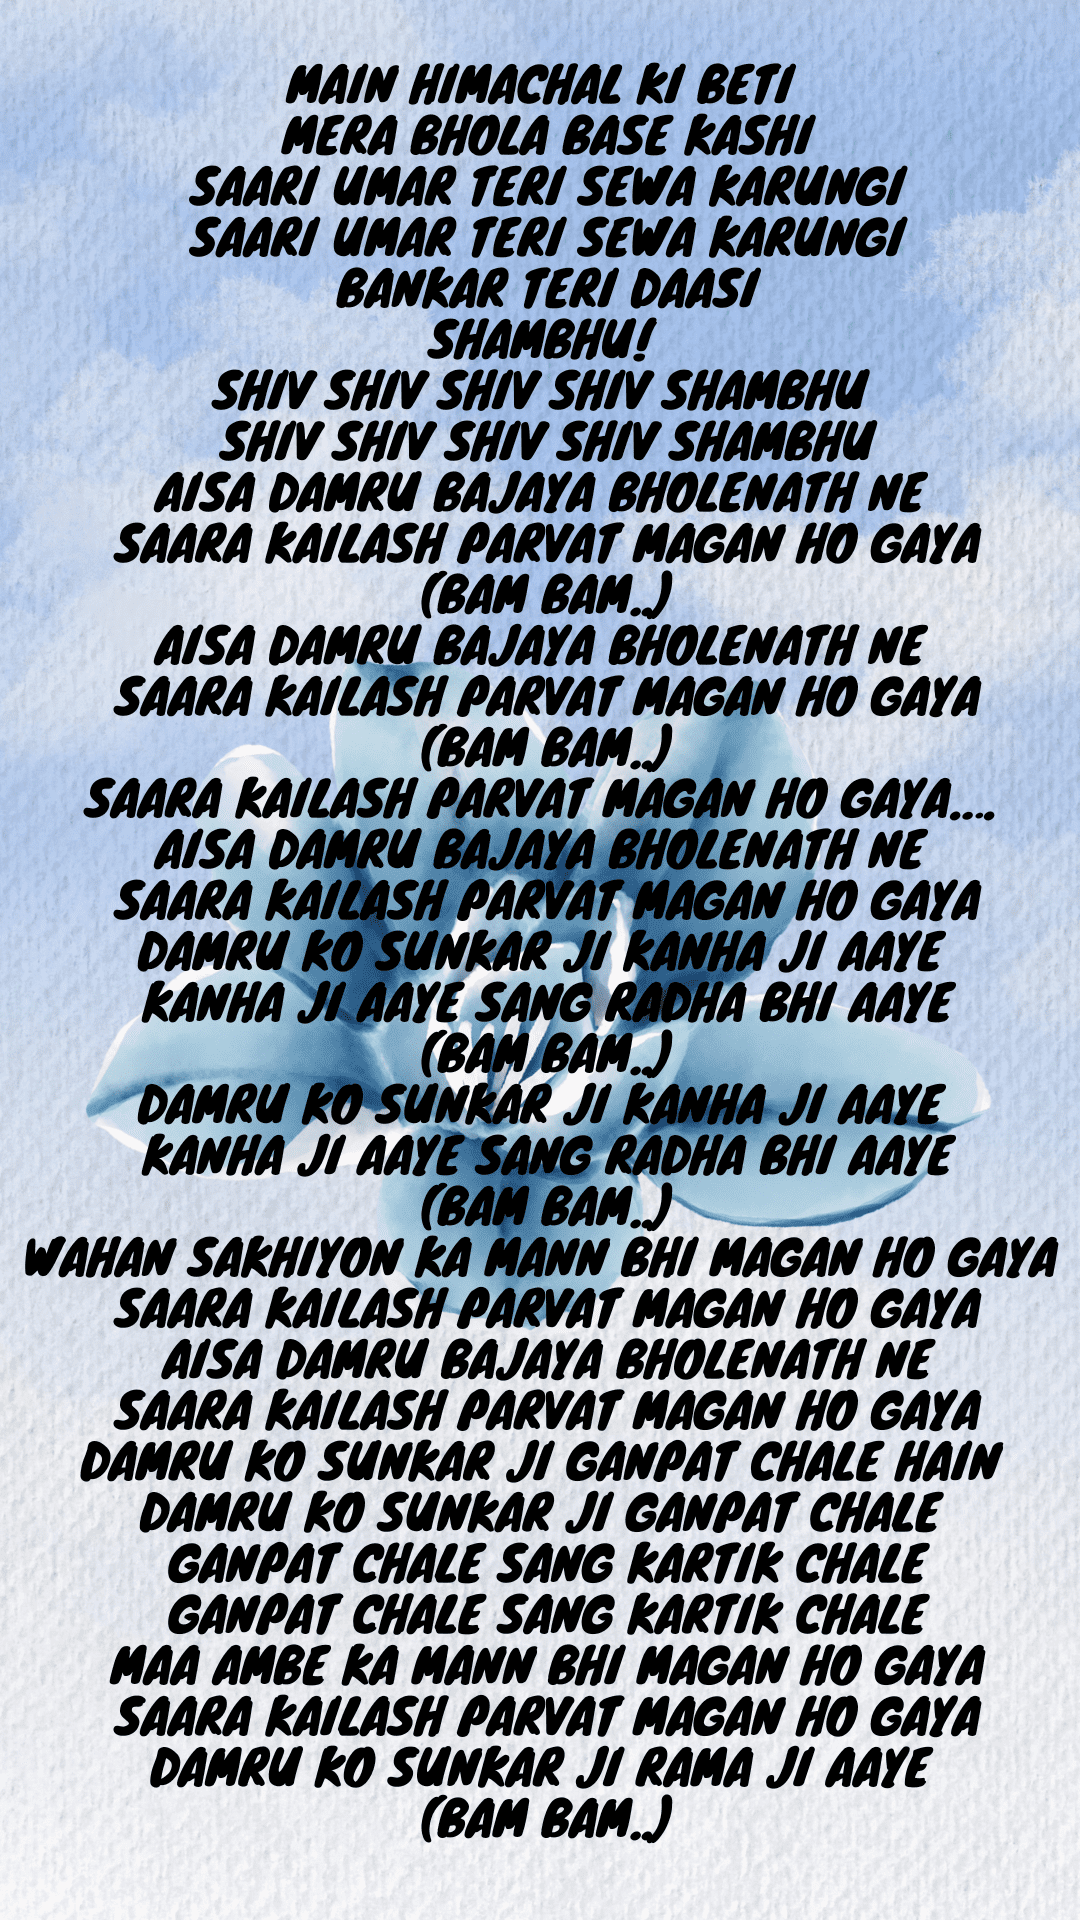 MAIN HIMACHAL KI BETI
MERA BHOLA BASE KASHI
SAARI UMAR TERI SEWA KARUNGI
SAARI UMAR TERI SEWA KARUNGI
BANKAR TERI DAASI
SHAMBHU!
SHIV SHIV SHIV SHIV SHAMBHU
SHIV SHIV SHIV SHIV SHAMBHU
AISA DAMRU BAJAYA BHOLENATH NE
SAARA KAILASH PARVAT MAGAN HO GAYA
(BAM BAM..)
AISA DAMRU BAJAYA BHOLENATH NE
SAARA KAILASH PARVAT MAGAN HO GAYA
(BAM BAM..)
SAARA KAILASH PARVAT MAGAN HO GAYA....
AISA DAMRU BAJAYA BHOLENATH NE
SAARA KAILASH PARVAT MAGAN HO GAYA
DAMRU KO SUNKAR JI KANHA JI AAYE
KANHA JI AAYE SANG RADHA BHI AAYE
(BAM BAM..)
DAMRU KO SUNKAR JI KANHA JI AAYE
KANHA JI AAYE SANG RADHA BHI AAYE
(BAM BAM..)
WAHAN SAKHIYON KA MANN BHI MAGAN HO GAYA
SAARA KAILASH PARVAT MAGAN HO GAYA
AISA DAMRU BAJAYA BHOLENATH NE
SAARA KAILASH PARVAT MAGAN HO GAYA
DAMRU KO SUNKAR JI GANPAT CHALE HAIN
DAMRU KO SUNKAR JI GANPAT CHALE
GANPAT CHALE SANG KARTIK CHALE
GANPAT CHALE SANG KARTIK CHALE
MAA AMBE KA MANN BHI MAGAN HO GAYA
SAARA KAILASH PARVAT MAGAN HO GAYA
DAMRU KO SUNKAR JI RAMA JI AAYE
(BAM BAM..)